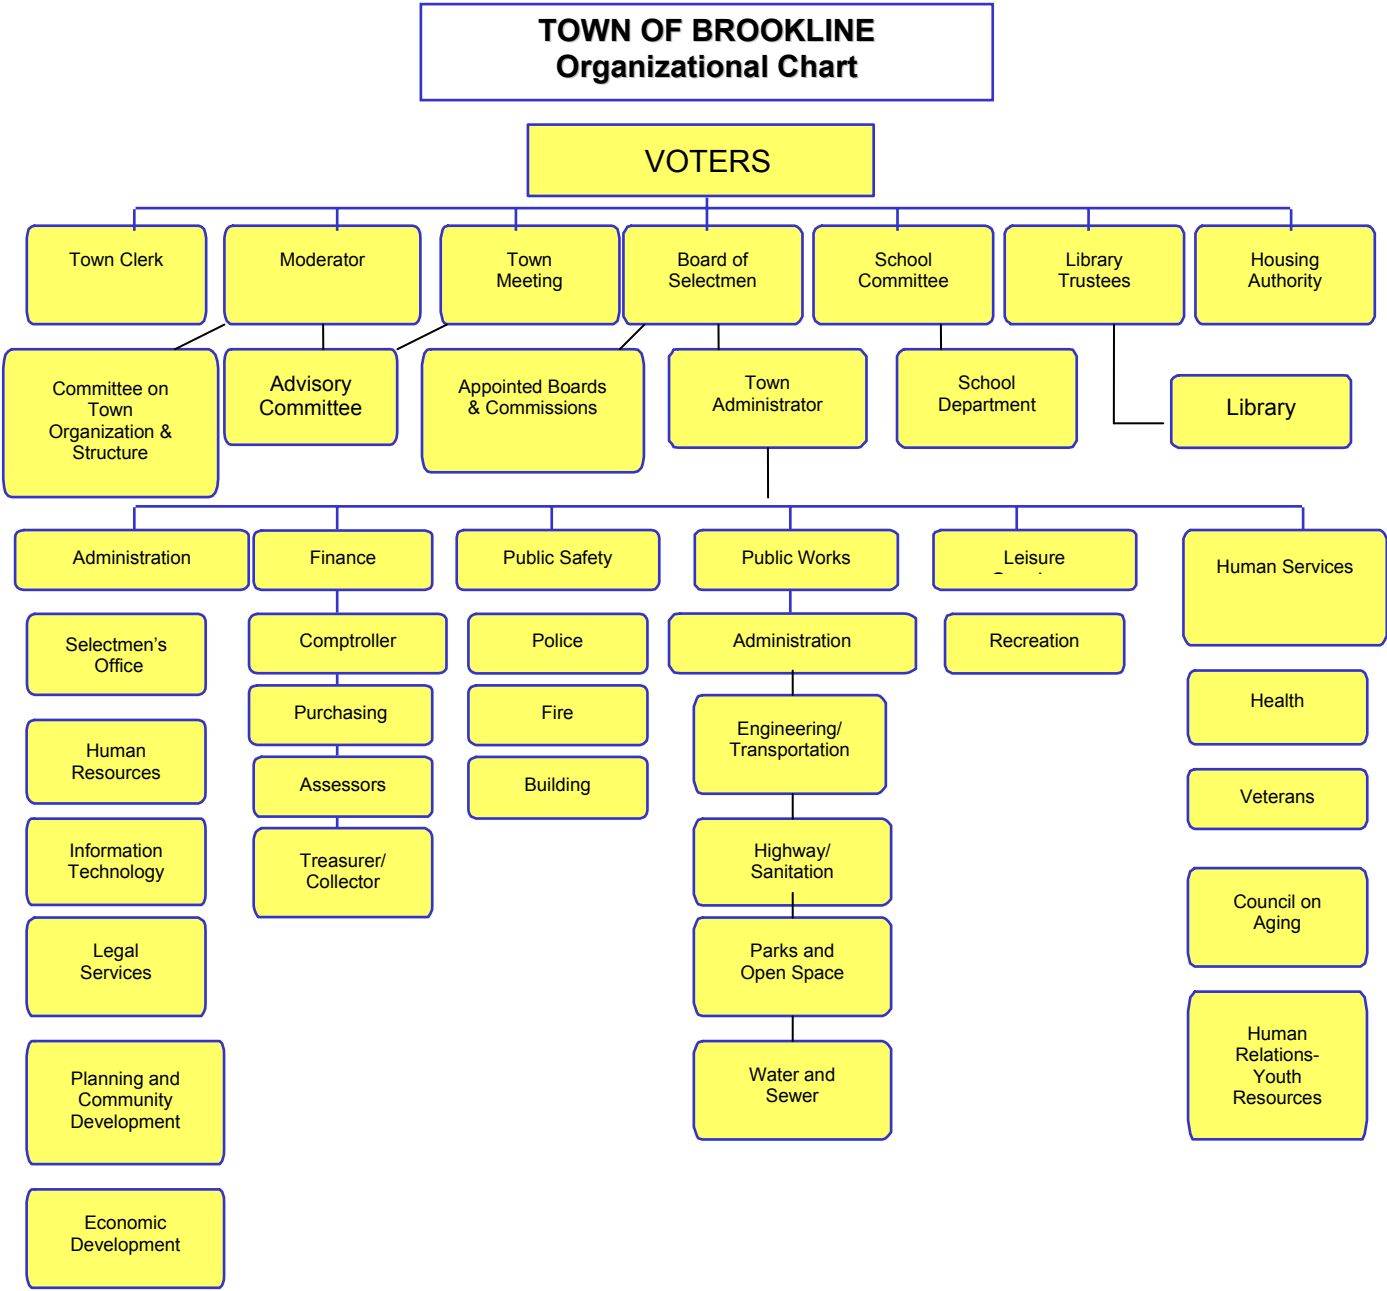 TOWN OF BROOKLINE
Organizational Chart
VOTERS
Town Clerk
Moderator
Town
Meeting
Board of
Selectmen
School
Committee
Library
Trustees
Housing
Authority
Committee on
Town
Organization &
Structure
Advisory
Committee
Appointed Boards
& Commissions
Town
Administrator
School
Department
Library
Administration
Finance
Public Safety
Public Works
Leisure
Human Services
Selectmen’s
Office
Human
Resources
Information
Technology
Legal
Services
Planning and
Community
Development
Economic
Development
Comptroller
Purchasing
Assessors
Treasurer/
Collector
Police
Fire
Building
Administration
Engineering/
Transportation
Highway/
Sanitation
Parks and
Open Space
Water and
Sewer
Recreation
Health
Veterans
Council on
Aging
Human
Relations-
Youth
Resources